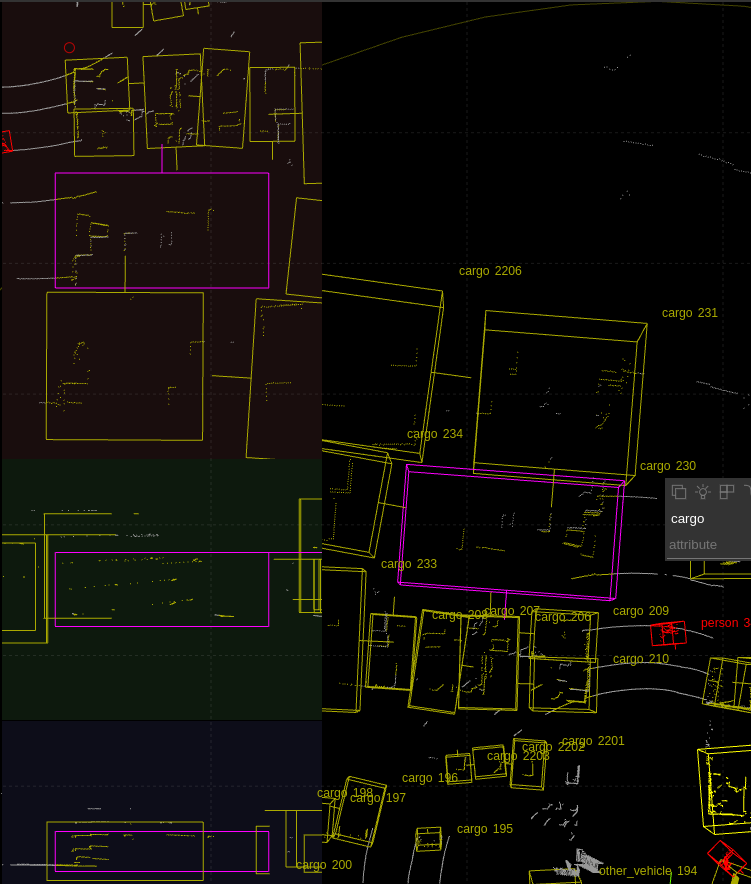 cargo 2206
cargo 231
cargo 234
cargo 230
cargo
attribute
cargo 233
cargo 207
cargo 206
cargo 209
person 3
cargo 210
cargo 2201
cargo 2202
cargo 2203
cargo 196
cargo 198
cargo 197
cargo 195
cargo 200
other_vehicle 194